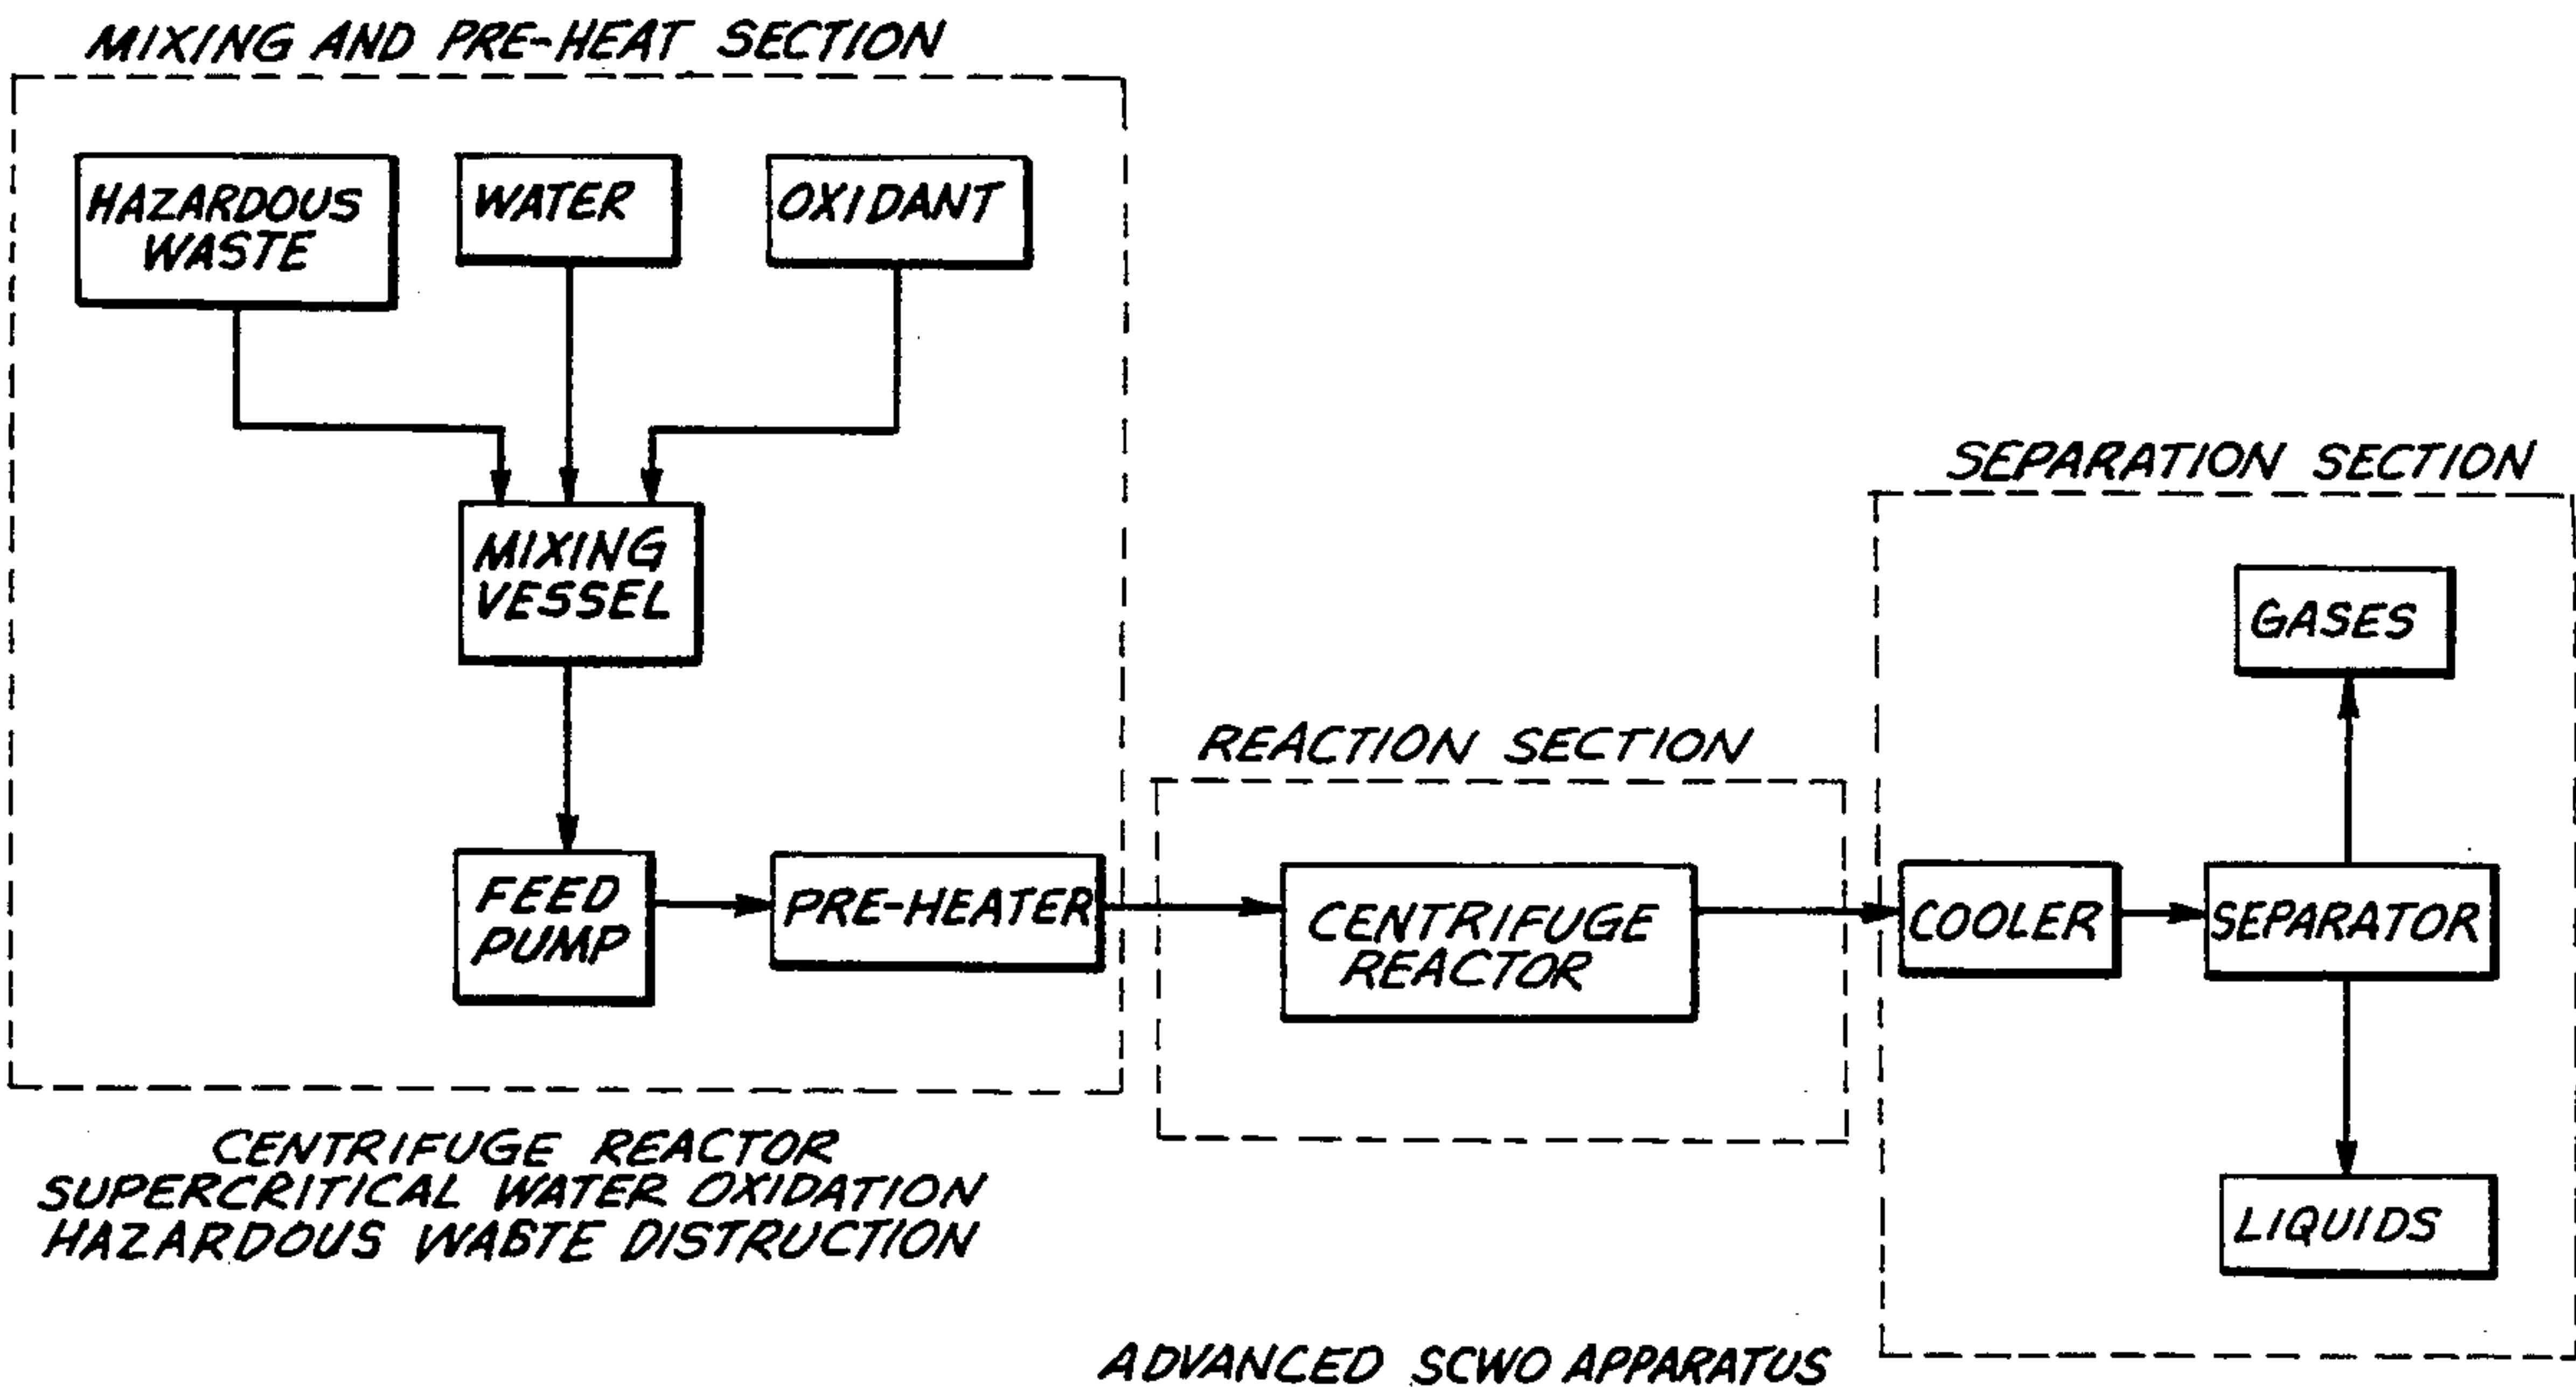 MIXING AND PRE-HEAT SECTION
HAZARDOUS
WASTE
WATER
OXIDANT
MIXING
VESSEL
FEED
PUMP
PRE-HEATER
REACTION SECTION
CENTRIFUGE
REACTOR
SEPARATION SECTION
GASES
COOLER
SEPARATOR
LIQUIDS
CENTRIFUGE REACTOR
SUPERCRITICAL WATER OXIDATION
HAZARDOUS WASTE DISTRUCTION
ADVANCED SCWO APPARATUS